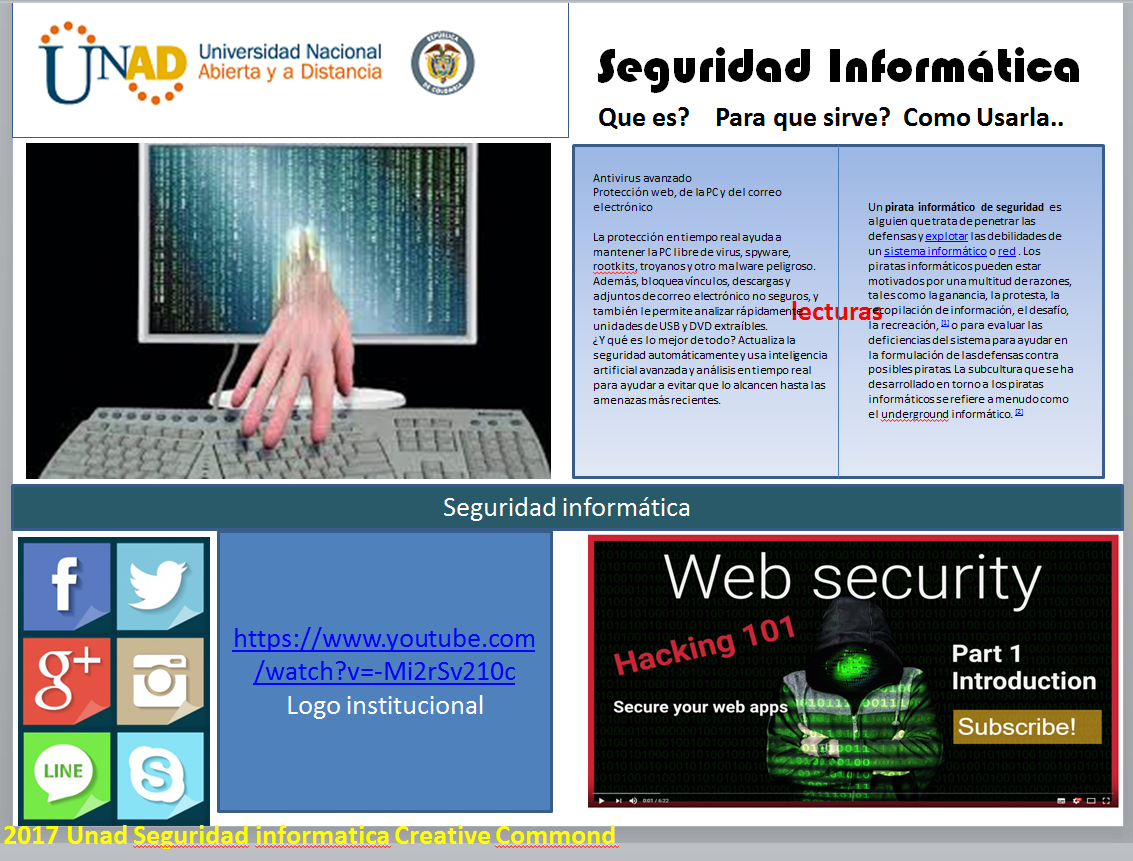 UNAD
Universidad Nacional
Abierta y a Distancia
REPÚBLICA
DE COLOMBIA
Seguridad Informática
Que es? Para que sirve? Como Usarla..
Antivirus avanzado
Protección web, de la PC y del correo
electrónico
La protección en tiempo real ayuda a
mantener la PC libre de virus, spyware,
rootkits, troyanos y otro malware peligroso.
Además, bloquea vínculos, descargas y
adjuntos de correo electrónico no seguros, y
también le permite analizar rápidamente
unidades de USB y DVD extraíbles.
¿Y qué es lo mejor de todo? Actualiza la
seguridad automáticamente y usa inteligencia
artificial avanzada y análisis en tiempo real
para ayudar a evitar que lo alcancen hasta las
amenazas más recientes.
lecturas
Un pirata informático de seguridad es
alguien que trata de penetrar las
defensas y explotar las debilidades de
un sistema informático o red . Los
piratas informáticos pueden estar
motivados por una multitud de razones,
tales como la ganancia, la protesta, la
recopilación de información, el desafío,
la recreación, [1] o para evaluar las
deficiencias del sistema para ayudar en
la formulación de las defensas contra
posibles piratas. La subcultura que se ha
desarrollado en torno a los piratas
informáticos se refiere a menudo como
el underground informático. [2]
Seguridad informática
f
g+
LINE
S
https://www.youtube.com
/watch?v=-Mi2rSv210c
Logo institucional
Web security
Hacking 101
Secure your web apps
Part 1
Introduction
Subscribe!
0:01 / 6:22
2017 Unad Seguridad informatica Creative Commond